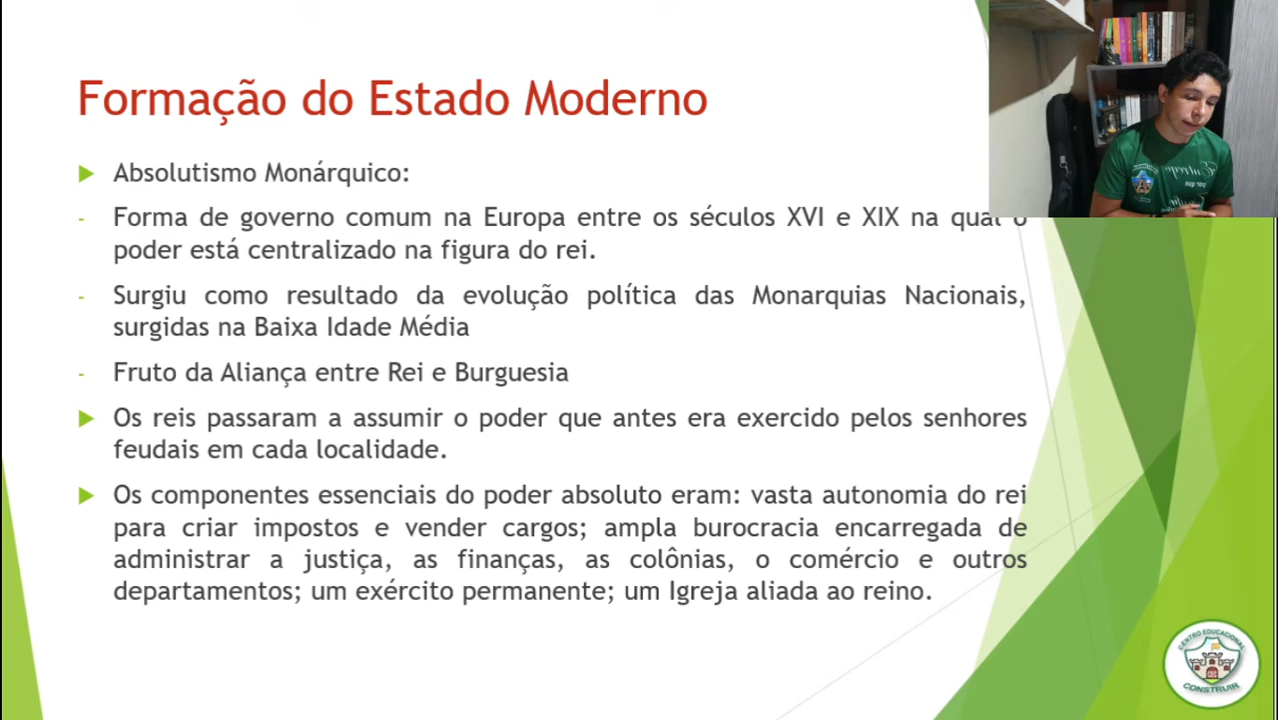 Formação do Estado Moderno
Absolutismo Monárquico:
- Forma de governo comum na Europa entre os séculos XVI e XIX na qual o
poder está centralizado na figura do rei.
- Surgiu como resultado da evolução política das Monarquias Nacionais,
surgidas na Baixa Idade Média
- Fruto da Aliança entre Rei e Burguesia
Os reis passaram a assumir o poder que antes era exercido pelos senhores
feudais em cada localidade.
Os componentes essenciais do poder absoluto eram: vasta autonomia do rei
para criar impostos e vender cargos; ampla burocracia encarregada de
administrar a justiça, as finanças, as colônias, o comércio e outros
departamentos; um exército permanente; um Igreja aliada ao reino.
CENTRO EDUCACIONAL
CEC
CONSTRUIR